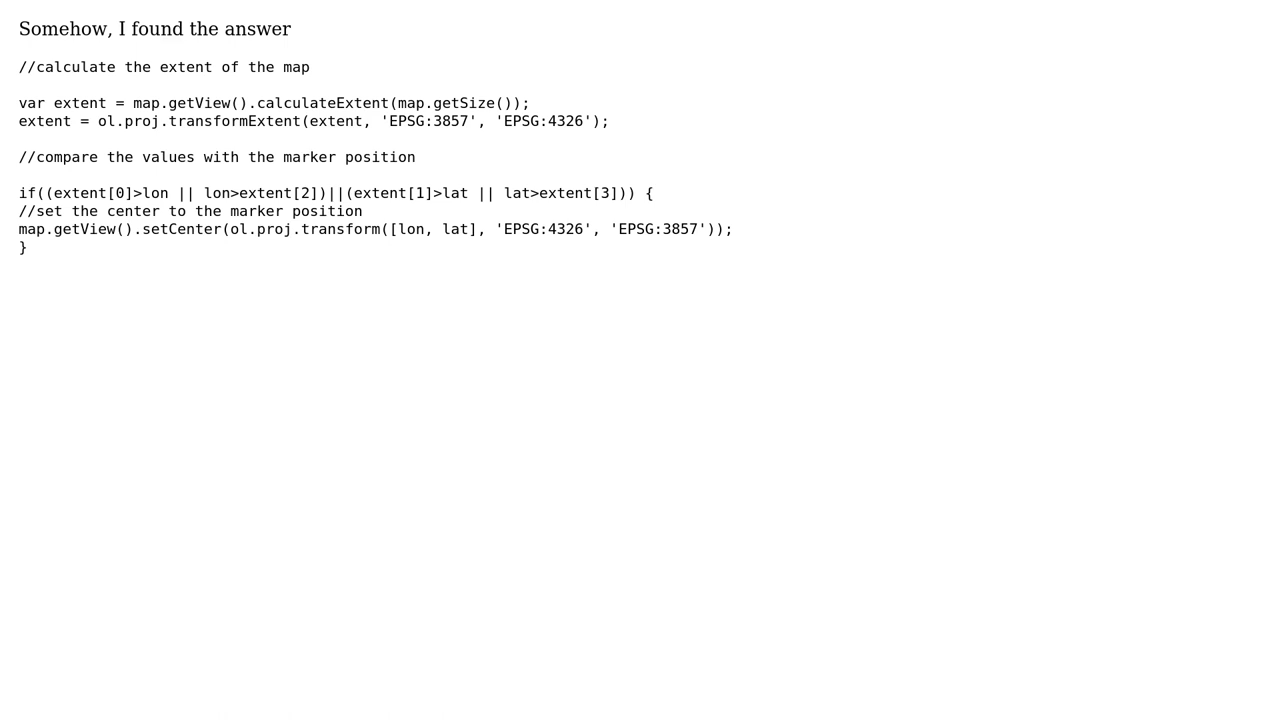 Somehow, I found the answer
//calculate the extent of the map
var extent = map.getView().calculateExtent(map.getSize());
extent = ol.proj.transformExtent(extent, 'EPSG:3857', 'EPSG:4326');
//compare the values with the marker position
if((extent[0]>lon || lon>extent[2])||(extent[1]>lat || lat>extent[3])) {
//set the center to the marker position
map.getView().setCenter(ol.proj.transform([lon, lat], 'EPSG:4326', 'EPSG:3857'));
}